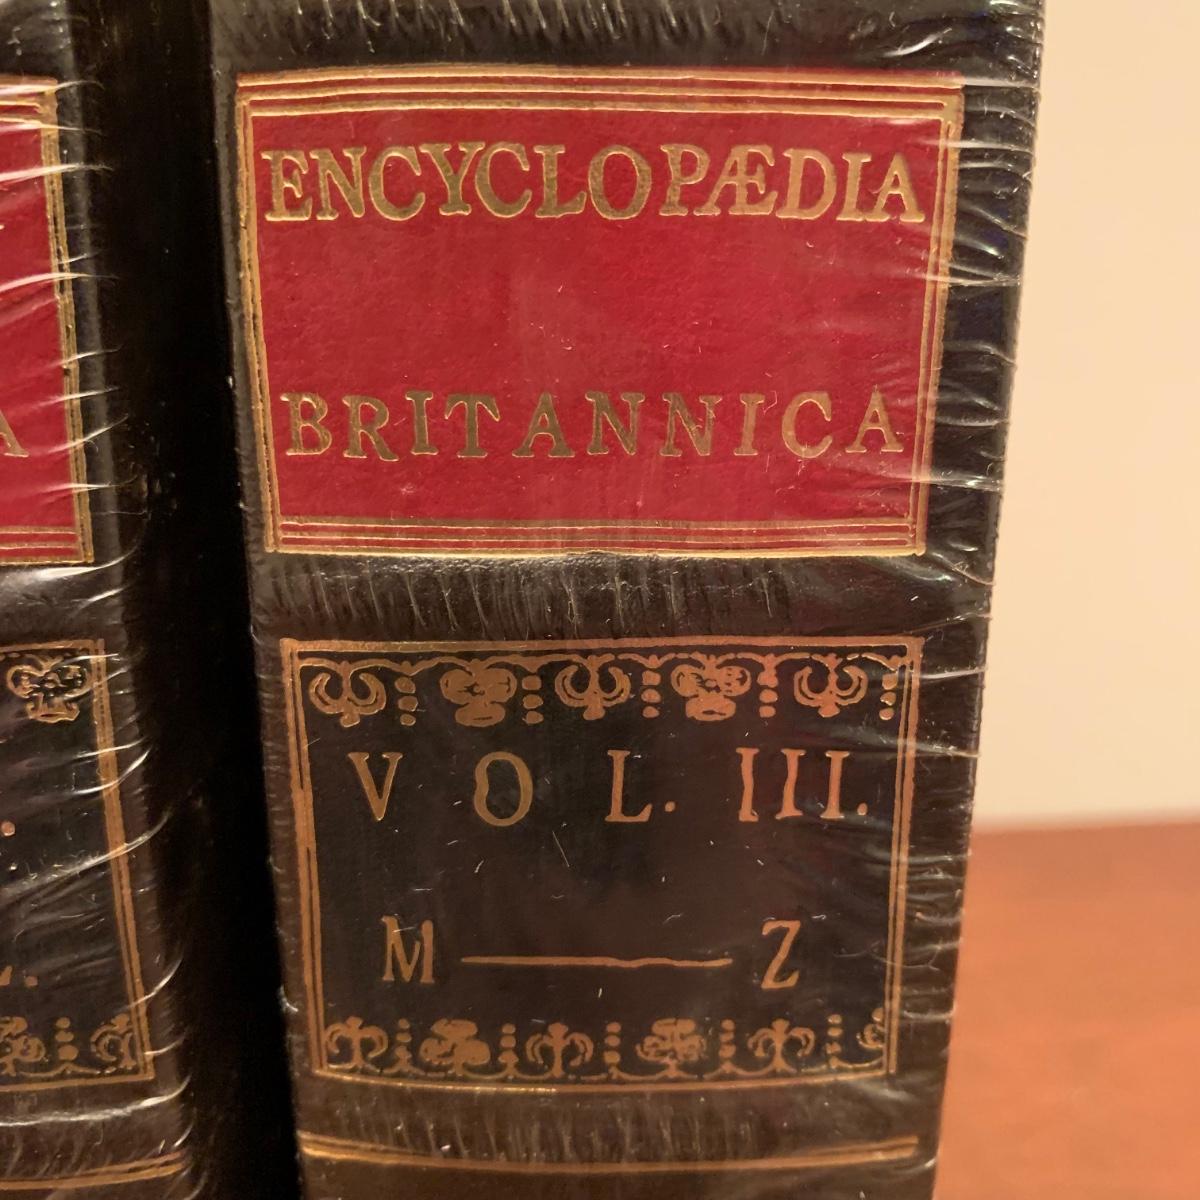 ENCYCLOPÆDIA
BRITANNICA
VOL. III.
M — Z